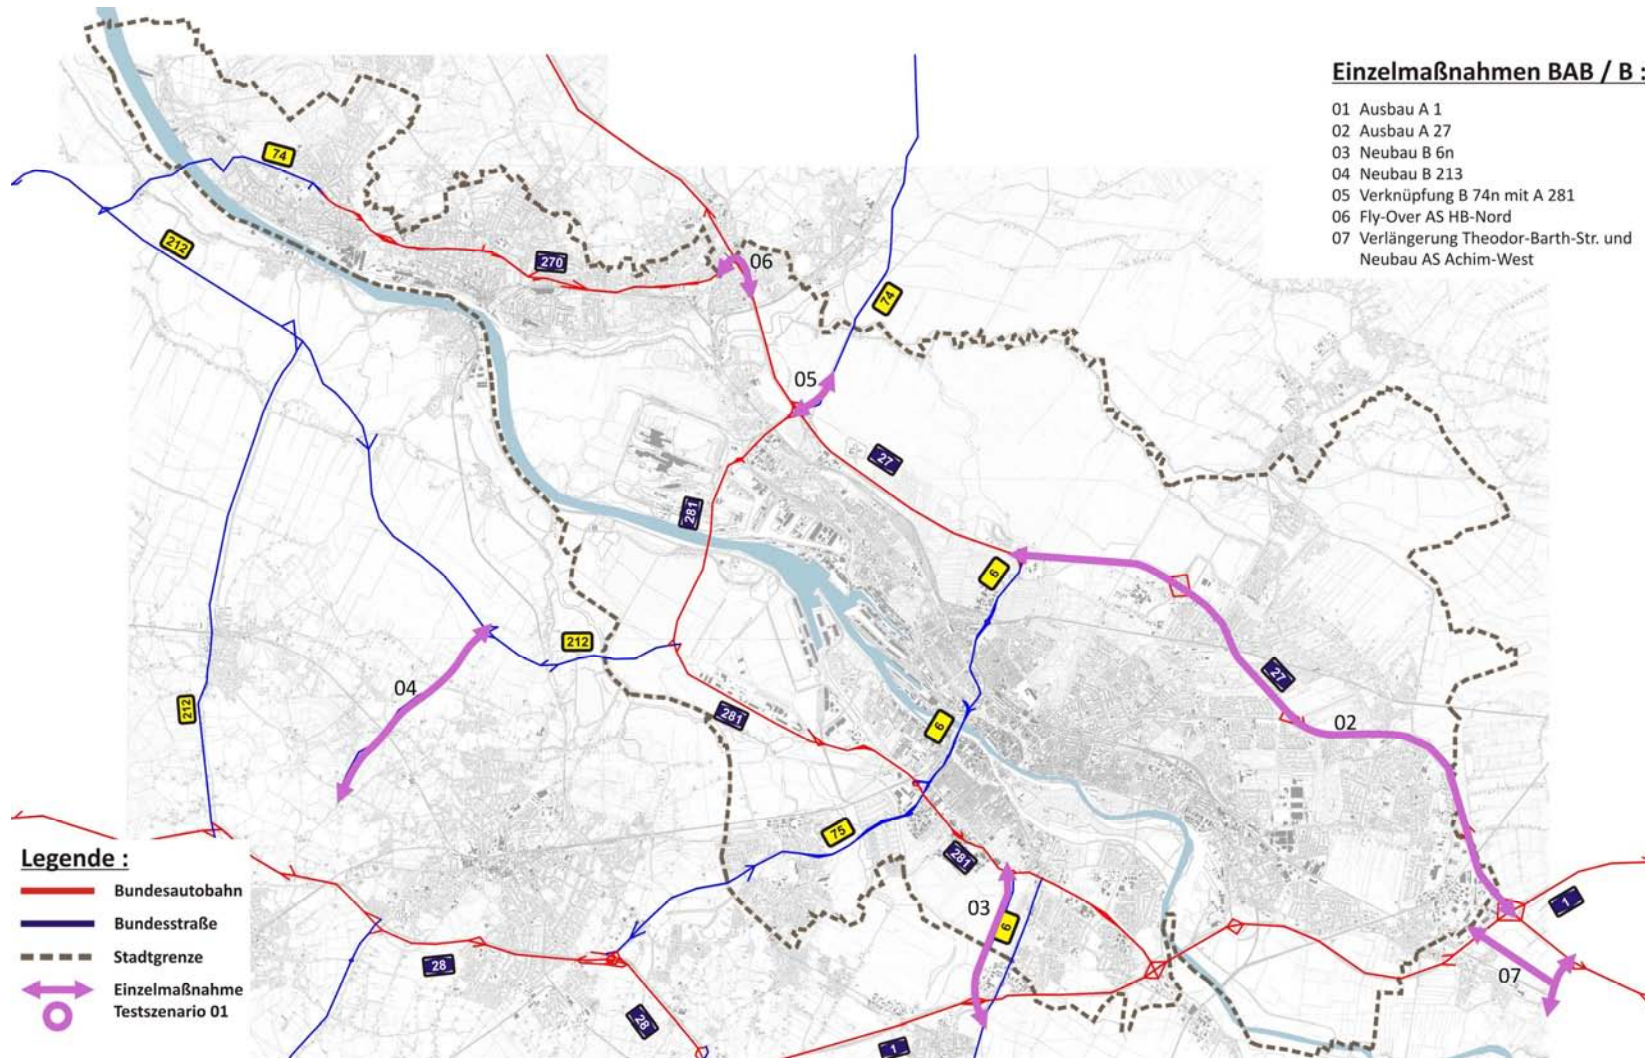 Einzelmaßnahmen BAB / B :
01 Ausbau A 1
02 Ausbau A 27
03 Neubau B 6n
04 Neubau B 213
05 Verknüpfung B 74n mit A 281
06 Fly-Over AS HB-Nord
07 Verlängerung Theodor-Barth-Str. und
Neubau AS Achim-West
74
212
270
06
74
05
27
281
6
212
04
212
281
6
27
02
75
281
03
6
1
07
28
28
1
Legende :
Bundesautobahn
Bundesstraße
Stadtgrenze
Einzelmaßnahme
Testszenario 01